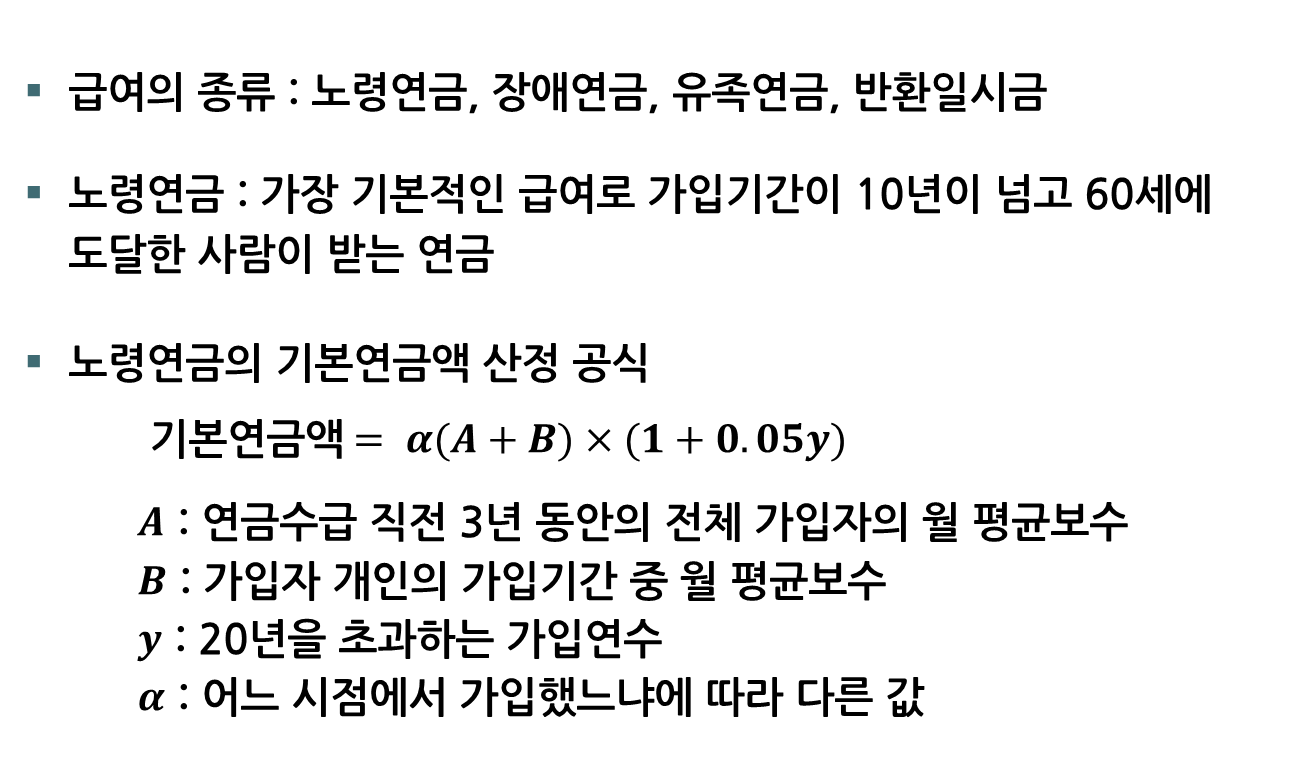 ▪ 급여의 종류 : 노령연금, 장애연금, 유족연금, 반환일시금
▪ 노령연금 : 가장 기본적인 급여로 가입기간이 10년이 넘고 60세에
도달한 사람이 받는 연금
▪ 노령연금의 기본연금액 산정 공식
기본연금액 = α(A + B) × (1 + 0.05y)
A : 연금수급 직전 3년 동안의 전체 가입자의 월 평균보수
B : 가입자 개인의 가입기간 중 월 평균보수
y : 20년을 초과하는 가입연수
α : 어느 시점에서 가입했느냐에 따라 다른 값